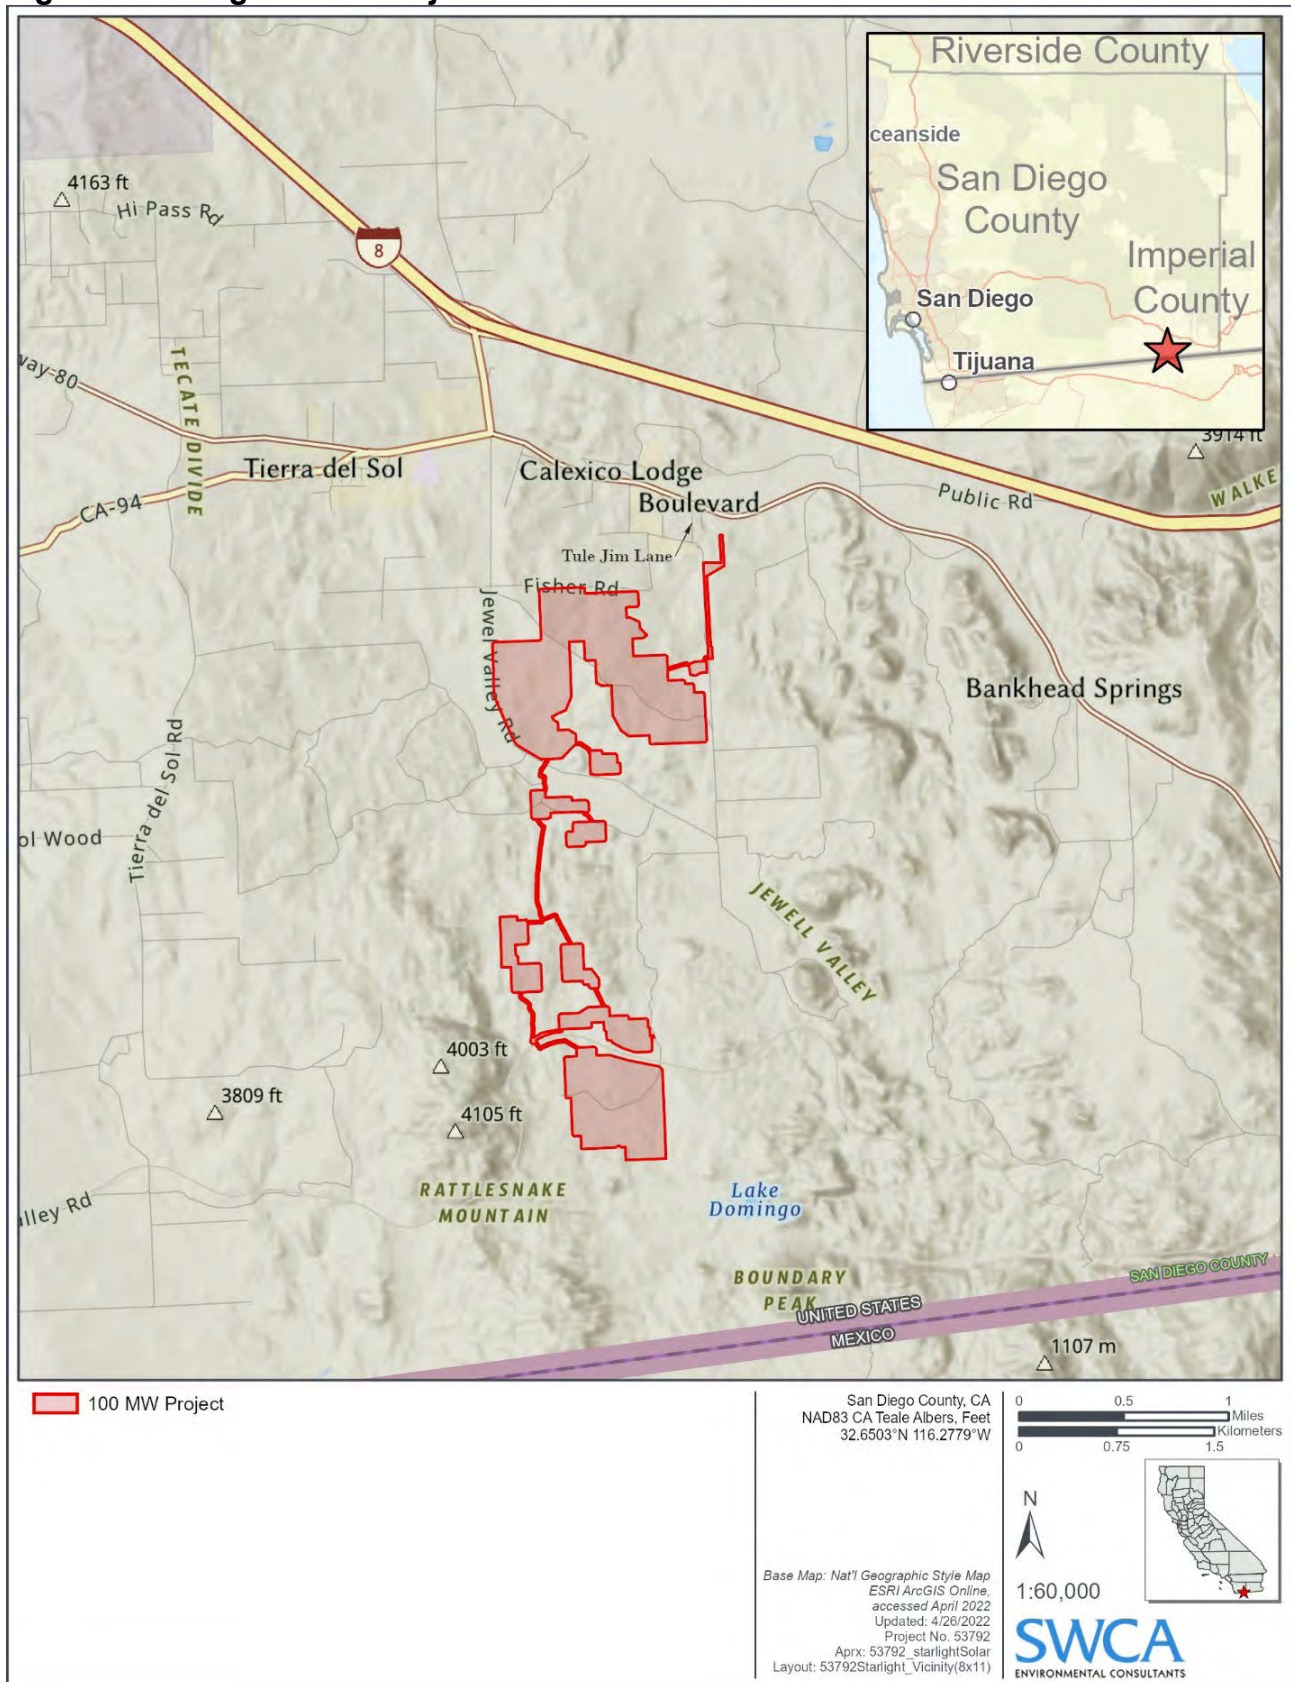 Riverside County
ceanside
San Diego
County
Imperial
County
San Diego
Tijuana
4163 ft
Hi Pass Rd
8
TECATE DIVIDE
way-80
CA-94
Tierra del Sol
Calexico Lodge
Boulevard
3914 ft
WALKE
Public Rd
Tule Jim Lane
Fisher Rd
Jewel Valley Rd
Bankhead Springs
Tierra del Sol Rd
ol Wood
JEWELL VALLEY
4003 ft
3809 ft
4105 ft
RATTLESNAKE
MOUNTAIN
Lake
Domingo
lley Rd
BOUNDARY
PEAK
SAN DIEGO COUNTY
UNITED STATES
MEXICO
1107 m
100 MW Project
San Diego County, CA
NAD83 CA Teale Albers, Feet
32.6503°N 116.2779°W
0 0.5 1
Miles
Kilometers
0 0.75 1.5
N
1:60,000
Base Map: Nat'l Geographic Style Map
ESRI ArcGIS Online,
accessed April 2022
Updated: 4/26/2022
Project No. 53792
Aprx: 53792_starlightSolar
Layout: 53792Starlight_Vicinity(8x11)
SWCA
ENVIRONMENTAL CONSULTANTS